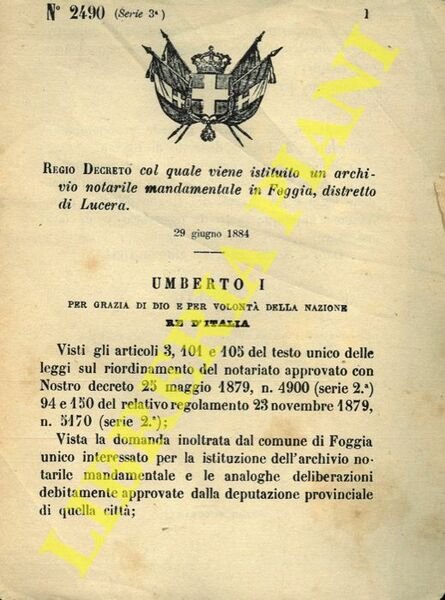 N° 2490 (Serie 3ª) 1
REGIO DECRETO col quale viene istituito un archi-
vio notarile mandamentale in Foggia, distretto
di Lucera.
29 giugno 1884
UMBERTO I
PER GRAZIA DI DIO E PER VOLONTÀ DELLA NAZIONE
RE D'ITALIA
Visti gli articoli 3, 101 e 105 del testo unico delle
leggi sul riordinamento del notariato approvato con
Nostro decreto 25 maggio 1879, n. 4900 (serie 2.ª)
94 e 150 del relativo regolamento 23 novembre 1879,
n. 5170 (serie 2.ª);
Vista la domanda inoltrata dal comune di Foggia
unico interessato per la istituzione dell'archivio no-
tarile mandamentale e le analoghe deliberazioni
debitamente approvate dalla deputazione provinciale
di quella città;
LIBRERIA PIANI